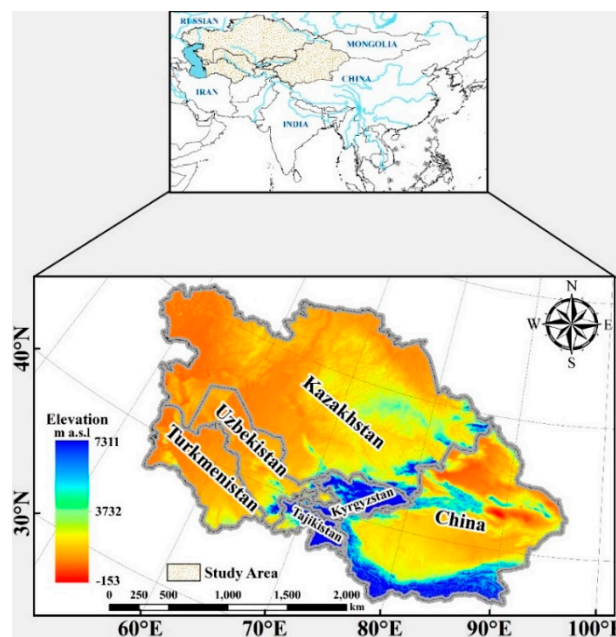 RUSSIAN
MONGOLIA
CHINA
IRAN
INDIA
N
W
E
S
40°N
30°N
Kazakhstan
Uzbekistan
Turkmenistan
Kyrgyzstan
Tajikistan
China
Elevation
m a.s.l
7311
3732
-153
Study Area
0 250 500 1,000 1,500 2,000
km
60°E 70°E 80°E 90°E 100°E